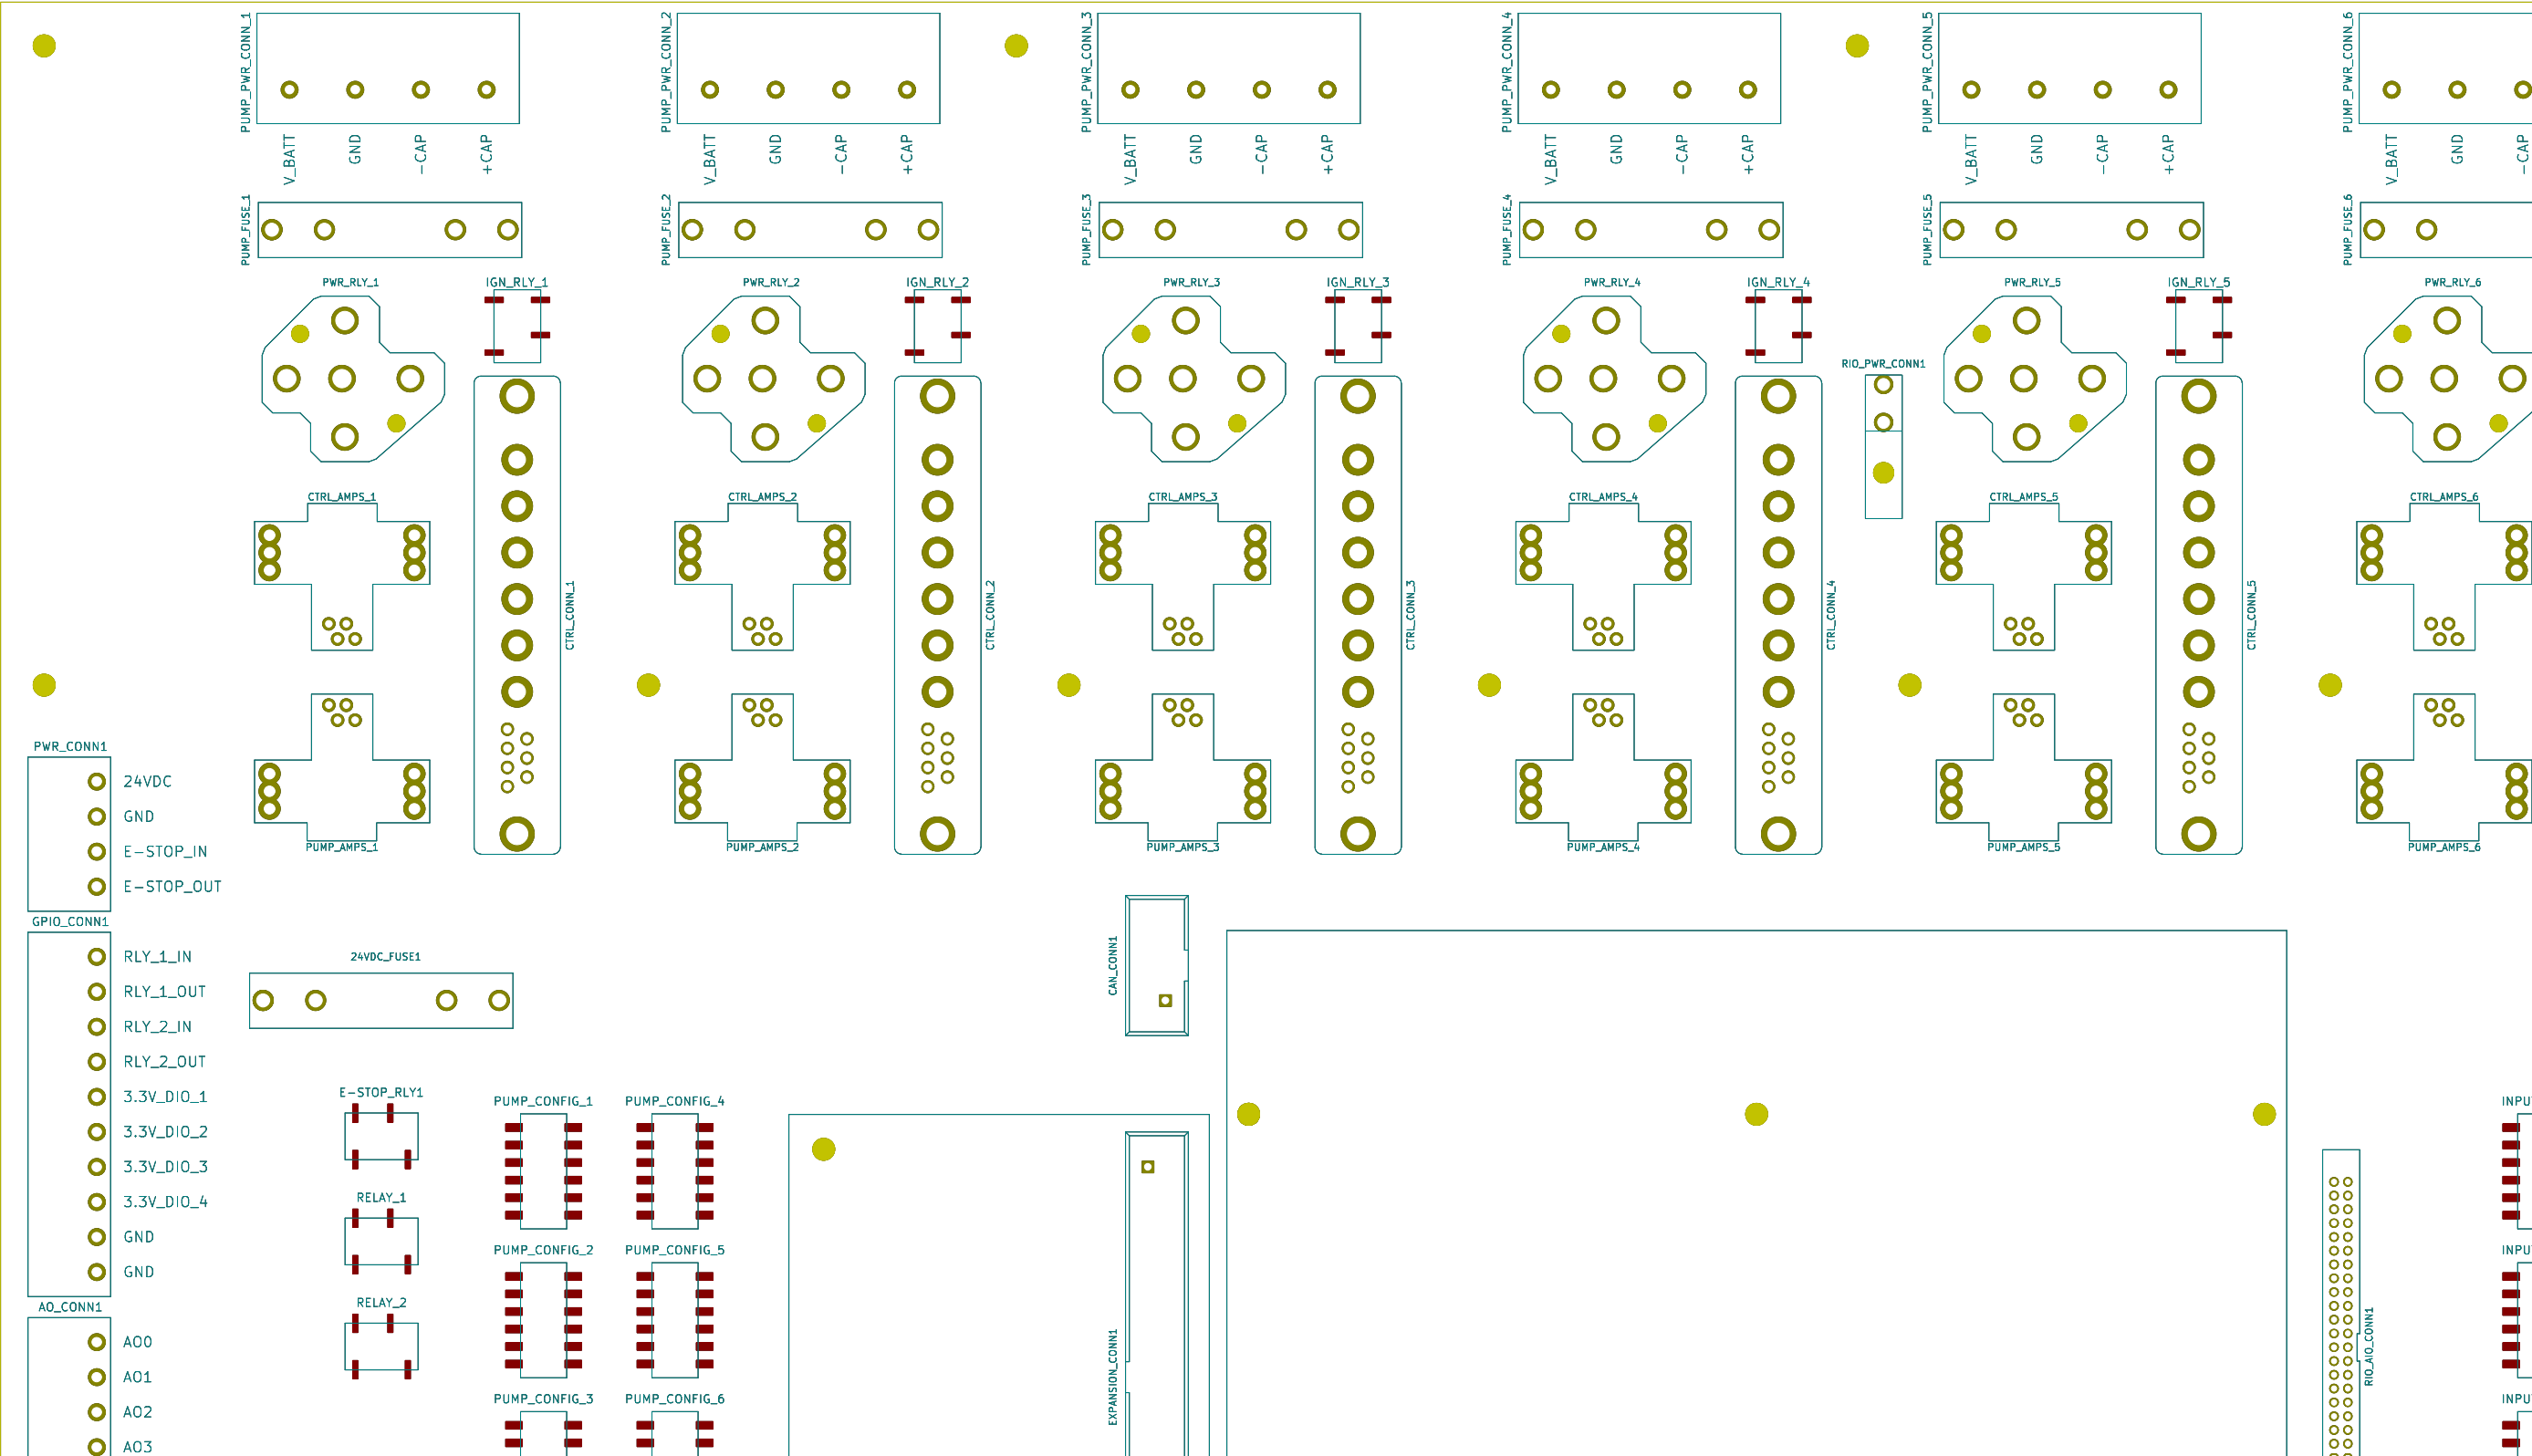 PUMP_PWR_CONN_1
PUMP_PWR_CONN_2
PUMP_PWR_CONN_3
PUMP_PWR_CONN_4
PUMP_PWR_CONN_5
PUMP_PWR_CONN_6
V_BATT
GND
-CAP
+CAP
V_BATT
GND
-CAP
+CAP
V_BATT
GND
-CAP
+CAP
V_BATT
GND
-CAP
+CAP
V_BATT
GND
-CAP
+CAP
V_BATT
GND
-CAP
PUMP_FUSE_1
PUMP_FUSE_2
PUMP_FUSE_3
PUMP_FUSE_4
PUMP_FUSE_5
PUMP_FUSE_6
PWR_RLY_1
IGN_RLY_1
PWR_RLY_2
IGN_RLY_2
PWR_RLY_3
IGN_RLY_3
PWR_RLY_4
IGN_RLY_4
PWR_RLY_5
IGN_RLY_5
PWR_RLY_6
RIO_PWR_CONN1
CTRL_AMPS_1
CTRL_AMPS_2
CTRL_AMPS_3
CTRL_AMPS_4
CTRL_AMPS_5
CTRL_AMPS_6
CTRL_CONN_1
CTRL_CONN_2
CTRL_CONN_3
CTRL_CONN_4
CTRL_CONN_5
PUMP_AMPS_1
PUMP_AMPS_2
PUMP_AMPS_3
PUMP_AMPS_4
PUMP_AMPS_5
PUMP_AMPS_6
PWR_CONN1
24VDC
GND
E-STOP_IN
E-STOP_OUT
GPIO_CONN1
RLY_1_IN
RLY_1_OUT
RLY_2_IN
RLY_2_OUT
3.3V_DIO_1
3.3V_DIO_2
3.3V_DIO_3
3.3V_DIO_4
GND
GND
AO_CONN1
AO0
AO1
AO2
AO3
24VDC_FUSE1
E-STOP_RLY1
RELAY_1
RELAY_2
PUMP_CONFIG_1
PUMP_CONFIG_4
PUMP_CONFIG_2
PUMP_CONFIG_5
PUMP_CONFIG_3
PUMP_CONFIG_6
CAN_CONN1
EXPANSION_CONN1
RIO_AIO_CONN1
INPU
INPU
INPU